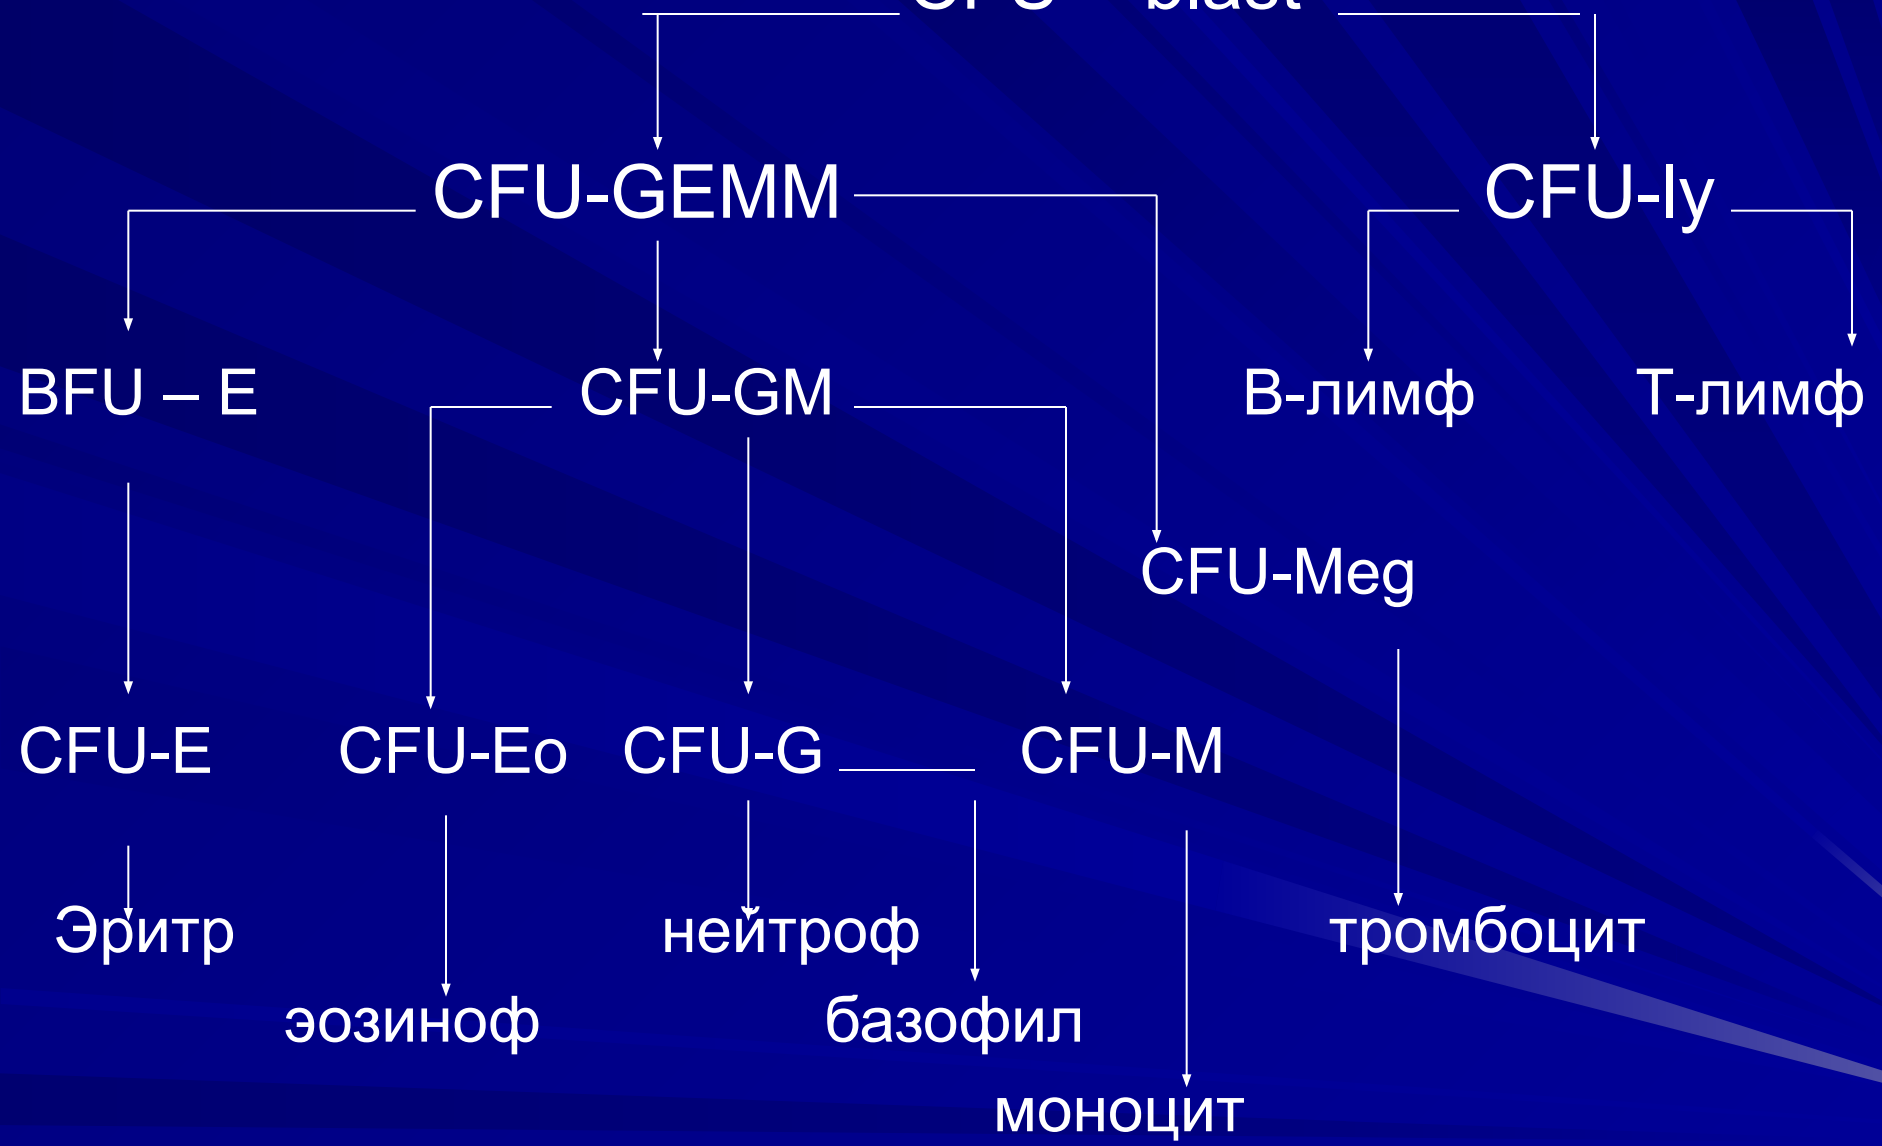 blast
CFU-GEMM CFU-ly
BFU – E CFU-GM В-лимф Т-лимф
CFU-Meg
CFU-E CFU-Eo CFU-G CFU-M
Эритр нейтроф тромбоцит
эозиноф базофил
моноцит